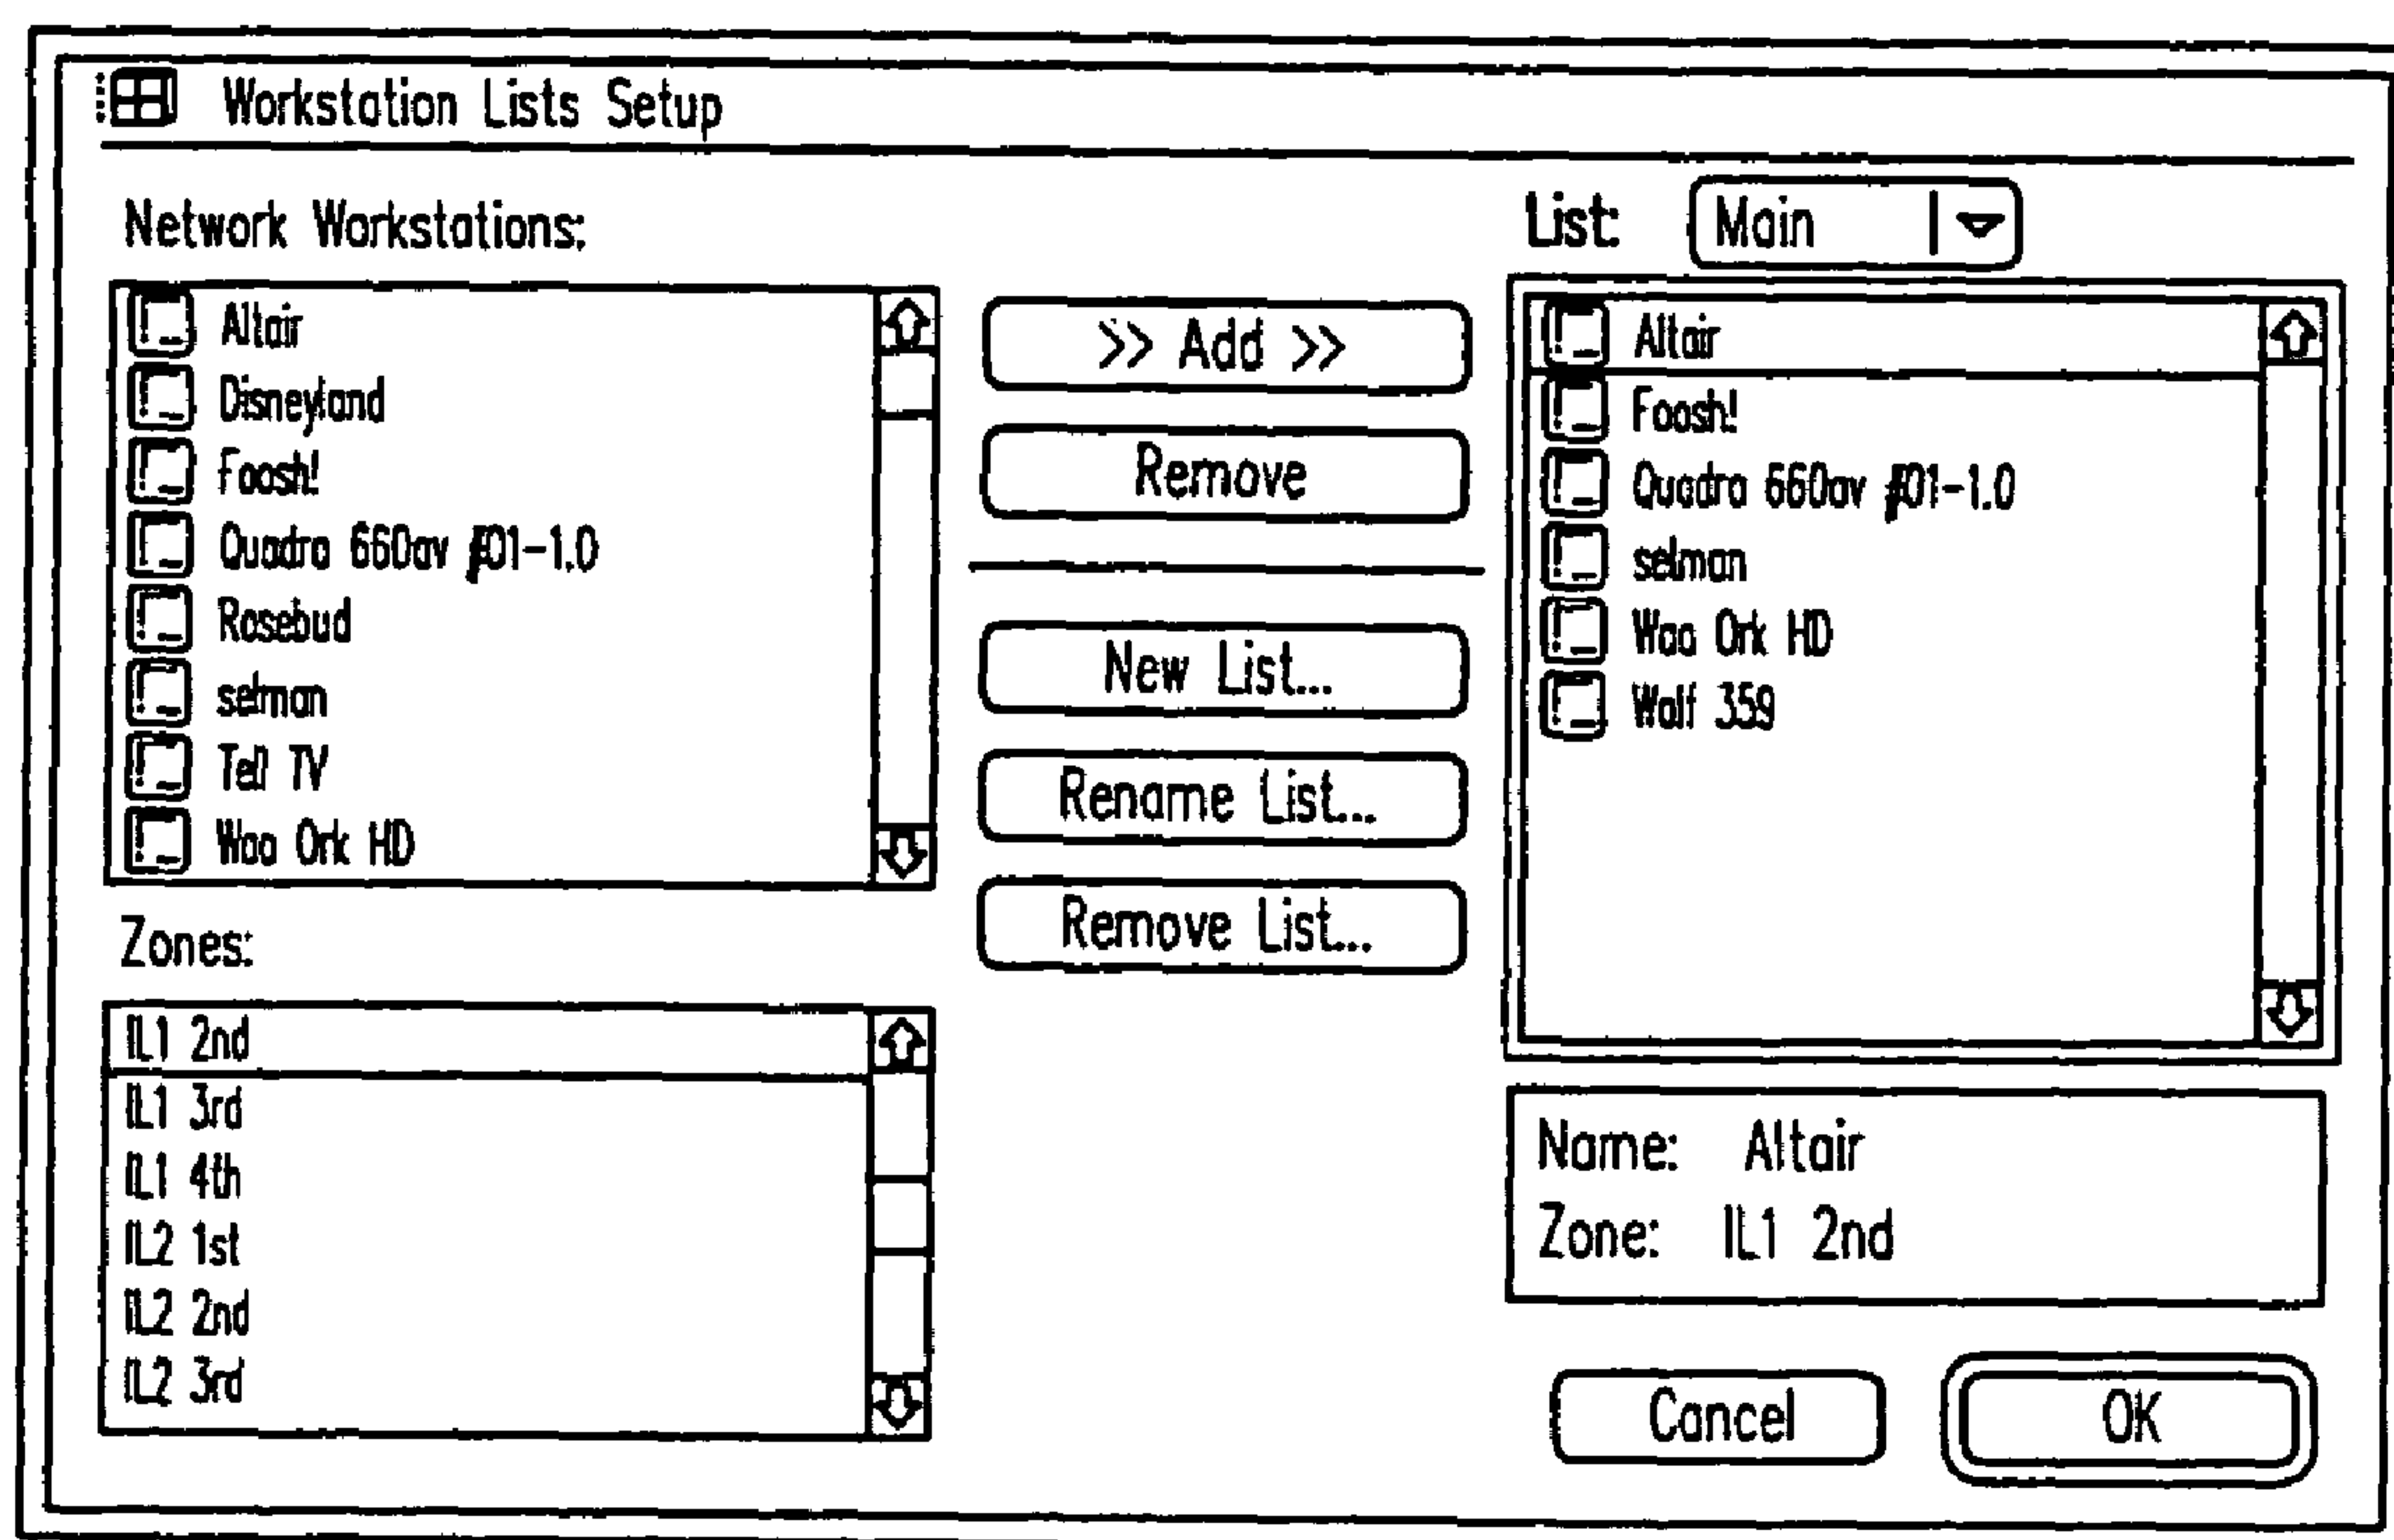 Workstation Lists Setup
Network Workstations:
Altair
Disneyland
Foosh!
Quadra 660av #01-1.0
Rosebud
selman
Tell TV
Woo Ork HD
Zones:
IL1 2nd
IL1 3rd
IL1 4th
IL2 1st
IL2 2nd
IL2 3rd
>> Add >>
Remove
New List...
Rename List...
Remove List...
List: Main
Altair
Foosh!
Quadra 660av #01-1.0
selman
Woo Ork HD
Wolf 359
Name: Altair
Zone: IL1 2nd
Cancel
OK